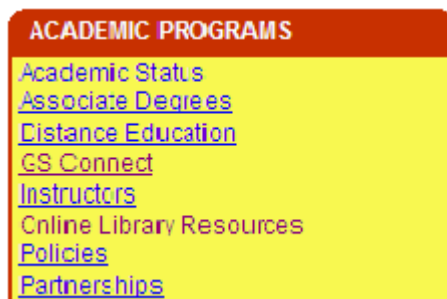 ACADEMIC PROGRAMS
Academic Status
Associate Degrees
Distance Education
GS Connect
Instructors
Online Library Resources
Policies
Partnerships